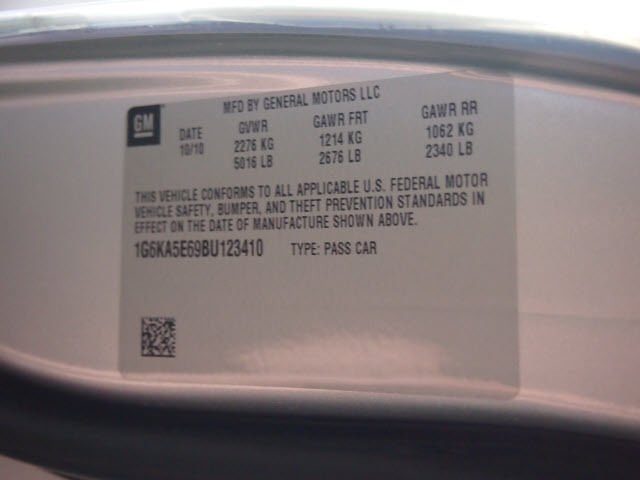 MFD BY GENERAL MOTORS LLC
GM
DATE GVWR GAWR FRT GAWR RR
10/10 2276 KG 1214 KG 1062 KG
5016 LB 2676 LB 2340 LB
THIS VEHICLE CONFORMS TO ALL APPLICABLE U.S. FEDERAL MOTOR
VEHICLE SAFETY, BUMPER, AND THEFT PREVENTION STANDARDS IN
EFFECT ON THE DATE OF MANUFACTURE SHOWN ABOVE.
1G6KA5E69BU123410 TYPE: PASS CAR